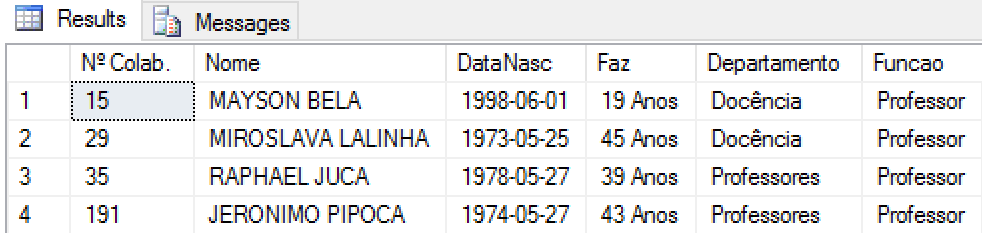 Results Messages
Nº Colab. Nome DataNasc Faz Departamento Funcao
1 15 MAYSON BELA 1998-06-01 19 Anos Docência Professor
2 29 MIROSLAVA LALINHA 1973-05-25 45 Anos Docência Professor
3 35 RAPHAEL JUCA 1978-05-27 39 Anos Professores Professor
4 191 JERONIMO PIPOCA 1974-05-27 43 Anos Professores Professor